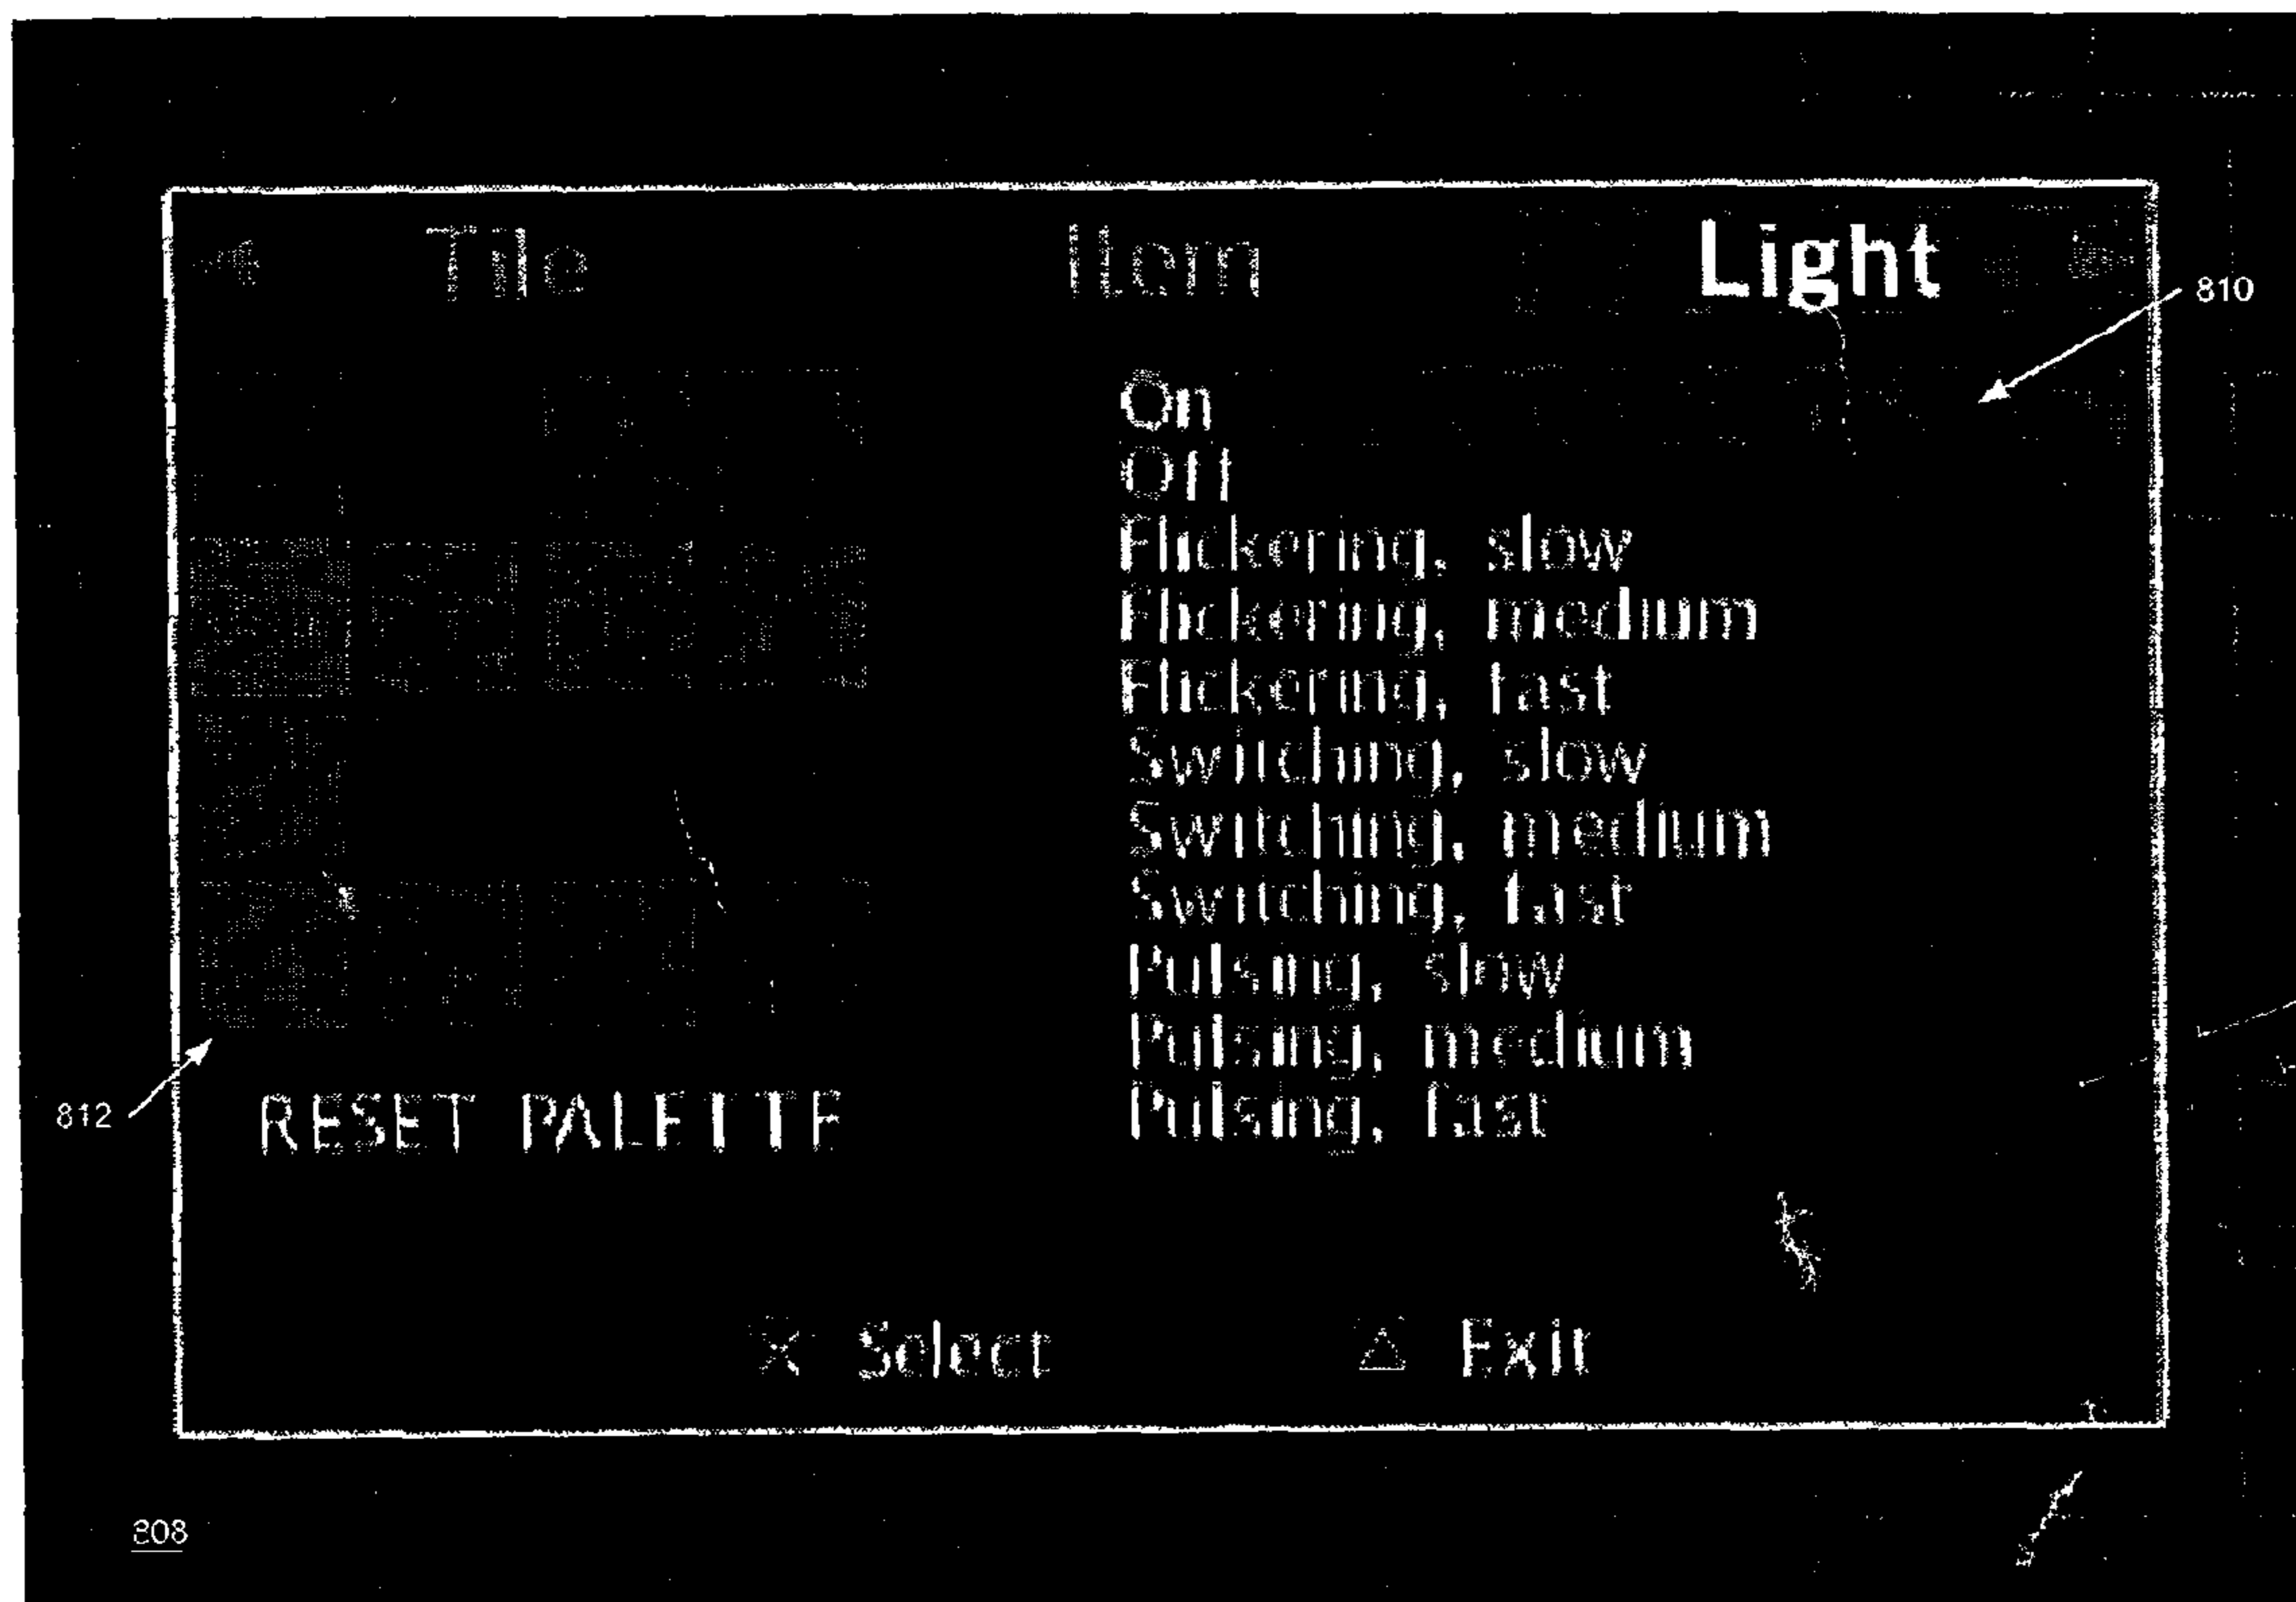 Tile Item Light
810
On
Off
Flickering, slow
Flickering, medium
Flickering, fast
Switching, slow
Switching, medium
Switching, fast
Pulsing, slow
Pulsing, medium
Pulsing, fast
812
RESET PALETTE
Select Exit
808